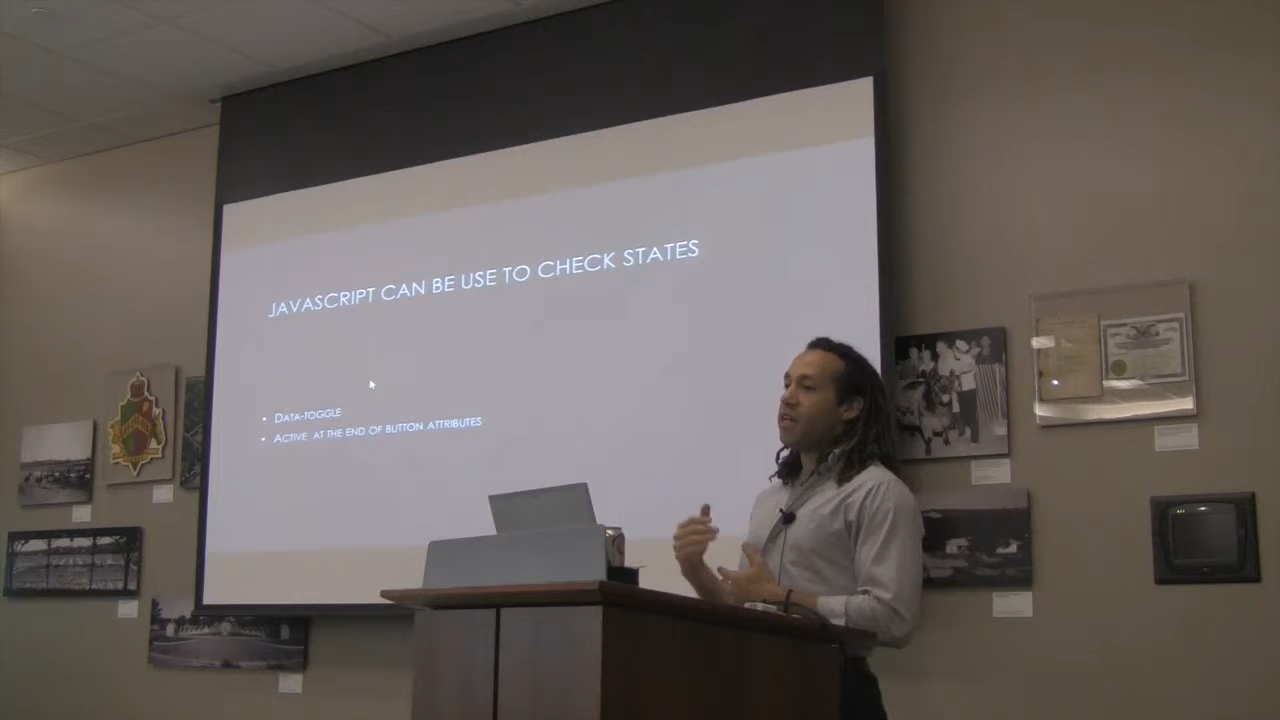 JAVASCRIPT CAN BE USE TO CHECK STATES
• DATA-TOGGLE
• ACTIVE AT THE END OF BUTTON ATTRIBUTES